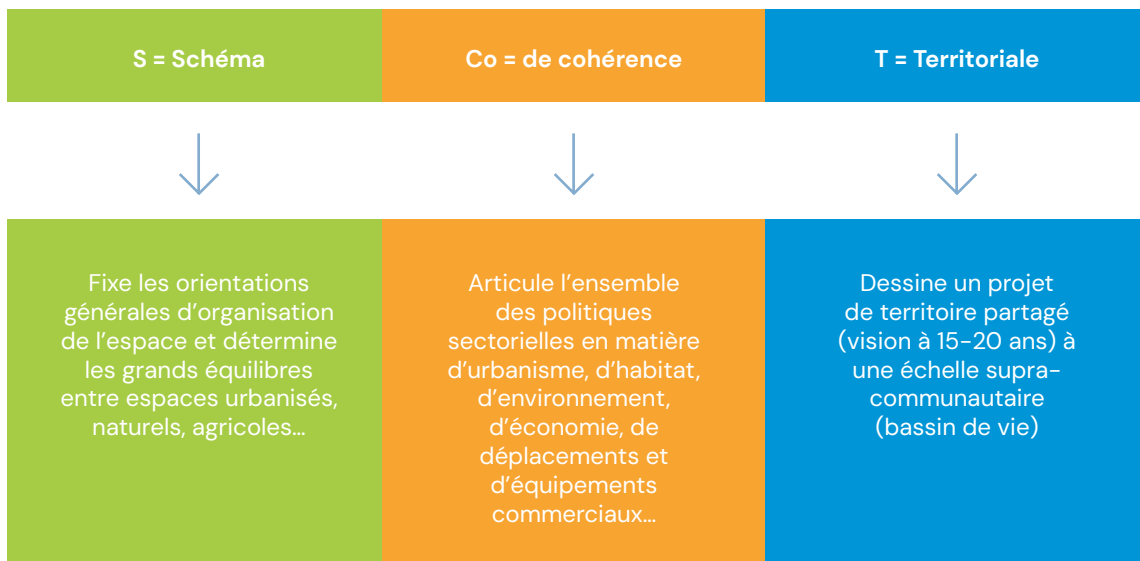 S = Schéma
Co = de cohérence
T = Territoriale
Fixe les orientations
générales d’organisation
de l’espace et détermine
les grands équilibres
entre espaces urbanisés,
naturels, agricoles…
Articule l’ensemble
des politiques
sectorielles en matière
d’urbanisme, d’habitat,
d’environnement,
d’économie, de
déplacements et
d’équipements
commerciaux…
Dessine un projet
de territoire partagé
(vision à 15-20 ans) à
une échelle supra-
communautaire
(bassin de vie)